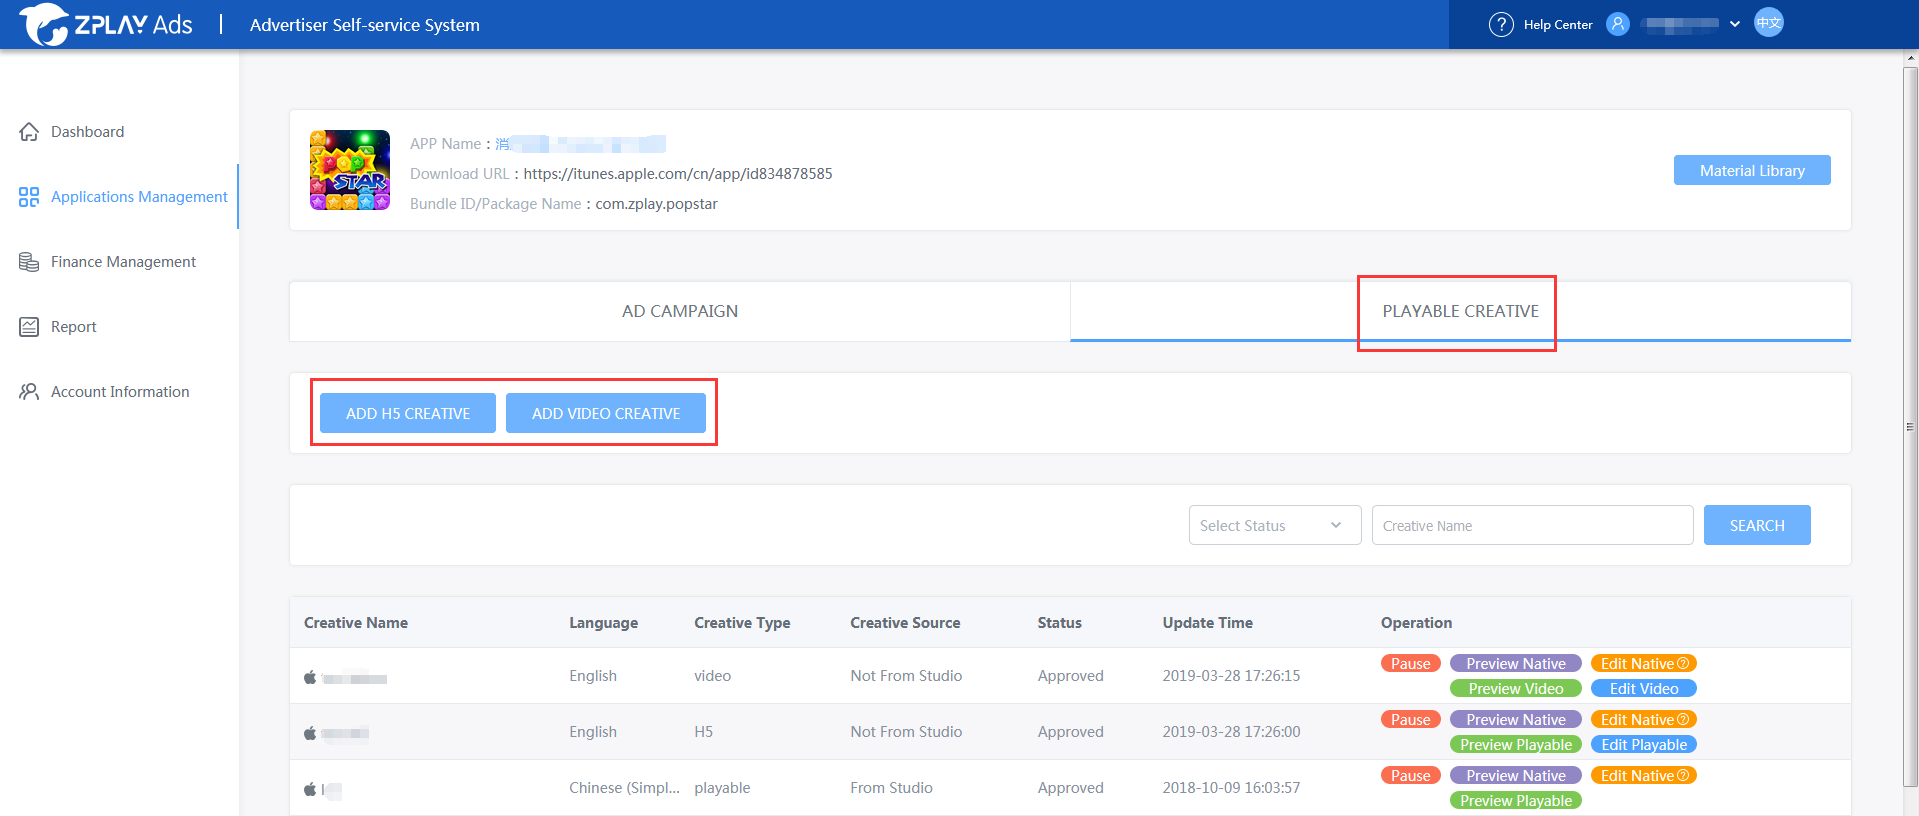 ZPLAY Ads | Advertiser Self-service System
? Help Center
中文
Dashboard
Applications Management
Finance Management
Report
Account Information
POP STAR
APP Name : 消
Download URL : https://itunes.apple.com/cn/app/id834878585
Bundle ID/Package Name : com.zplay.popstar
Material Library
AD CAMPAIGN
PLAYABLE CREATIVE
ADD H5 CREATIVE
ADD VIDEO CREATIVE
Select Status
Creative Name
SEARCH
Creative Name Language Creative Type Creative Source Status Update Time Operation
English video Not From Studio Approved 2019-03-28 17:26:15 Pause Preview Native Edit Native ?
Preview Video Edit Video
English H5 Not From Studio Approved 2019-03-28 17:26:00 Pause Preview Native Edit Native ?
Preview Playable Edit Playable
Chinese (Simpl... playable From Studio Approved 2018-10-09 16:03:57 Pause Preview Native Edit Native ?
Preview Playable